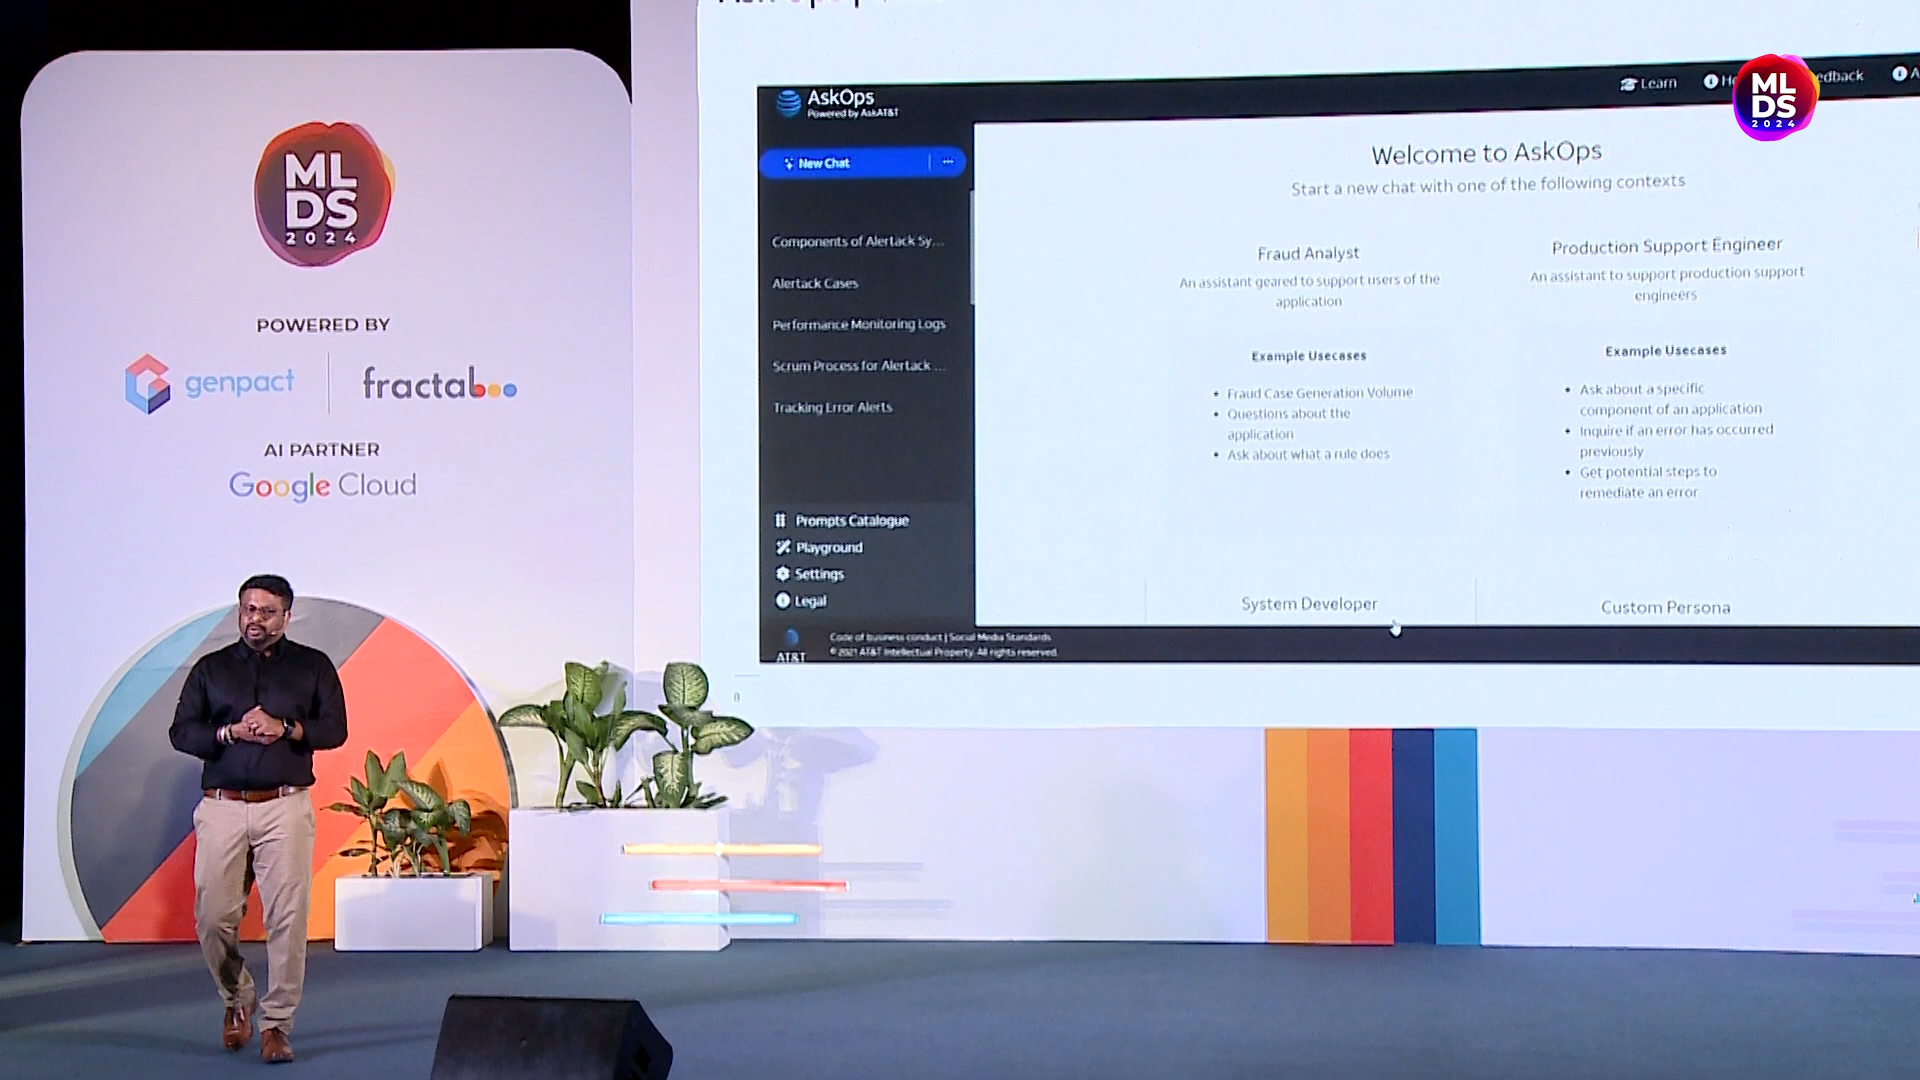 ML
DS
2024
POWERED BY
genpact
fractal
AI PARTNER
Google Cloud
AskOps
Powered by AskAT&T
New Chat
Components of Alertack Sy...
Alertack Cases
Performance Monitoring Logs
Scrum Process for Alertack ...
Tracking Error Alerts
Prompts Catalogue
Playground
Settings
Legal
AT&T
Code of business conduct | Social Media Standards
© 2021 AT&T Intellectual Property. All rights reserved.
Learn
ML
DS
2024
Welcome to AskOps
Start a new chat with one of the following contexts
Fraud Analyst
An assistant geared to support users of the
application
Example Usecases
• Fraud Case Generation Volume
• Questions about the
application
• Ask about what a rule does
Production Support Engineer
An assistant to support production support
engineers
Example Usecases
• Ask about a specific
component of an application
• Inquire if an error has occurred
previously
• Get potential steps to
remediate an error
System Developer
Custom Persona